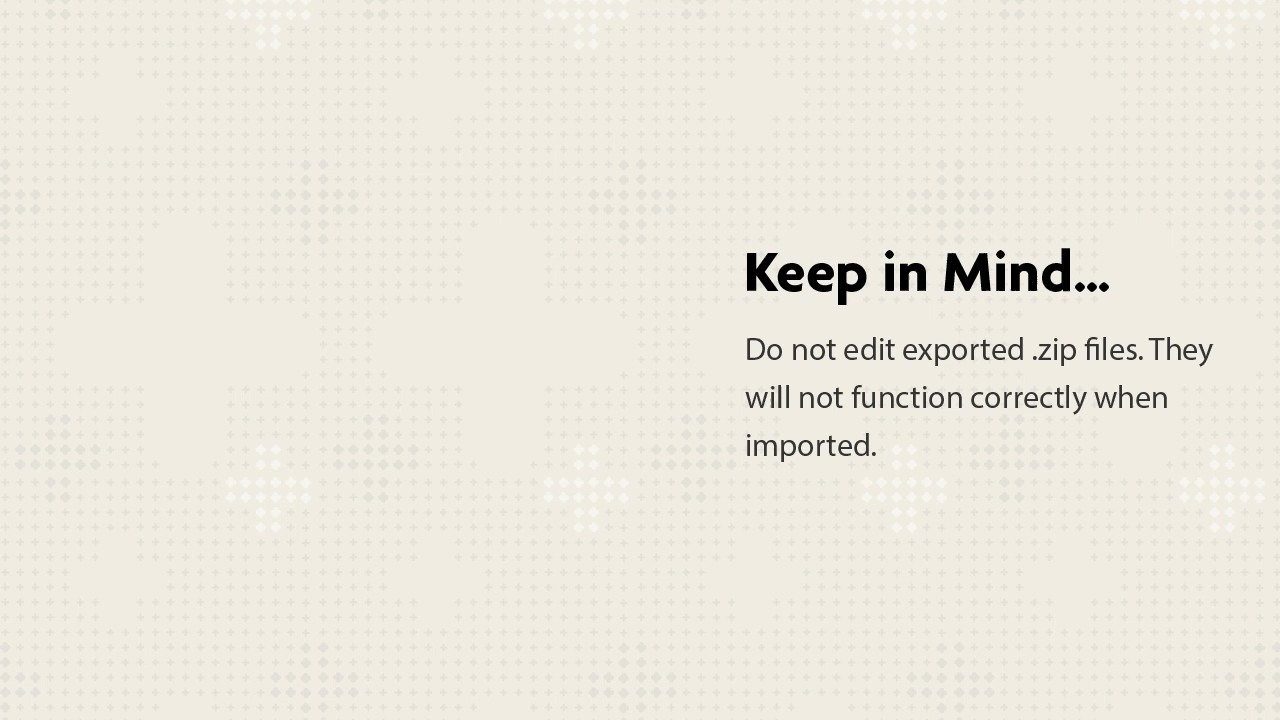 Keep in Mind...
Do not edit exported .zip files. They
will not function correctly when
imported.